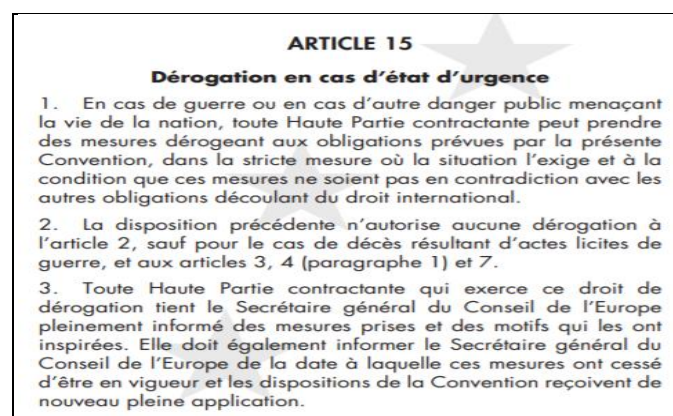 ARTICLE 15
Dérogation en cas d’état d’urgence
1. En cas de guerre ou en cas d’autre danger public menaçant
la vie de la nation, toute Haute Partie contractante peut prendre
des mesures dérogeant aux obligations prévues par la présente
Convention, dans la stricte mesure où la situation l’exige et à la
condition que ces mesures ne soient pas en contradiction avec les
autres obligations découlant du droit international.
2. La disposition précédente n’autorise aucune dérogation à
l’article 2, sauf pour le cas de décès résultant d’actes licites de
guerre, et aux articles 3, 4 (paragraphe 1) et 7.
3. Toute Haute Partie contractante qui exerce ce droit de
dérogation tient le Secrétaire général du Conseil de l’Europe
pleinement informé des mesures prises et des motifs qui les ont
inspirées. Elle doit également informer le Secrétaire général du
Conseil de l’Europe de la date à laquelle ces mesures ont cessé
d’être en vigueur et les dispositions de la Convention reçoivent de
nouveau pleine application.